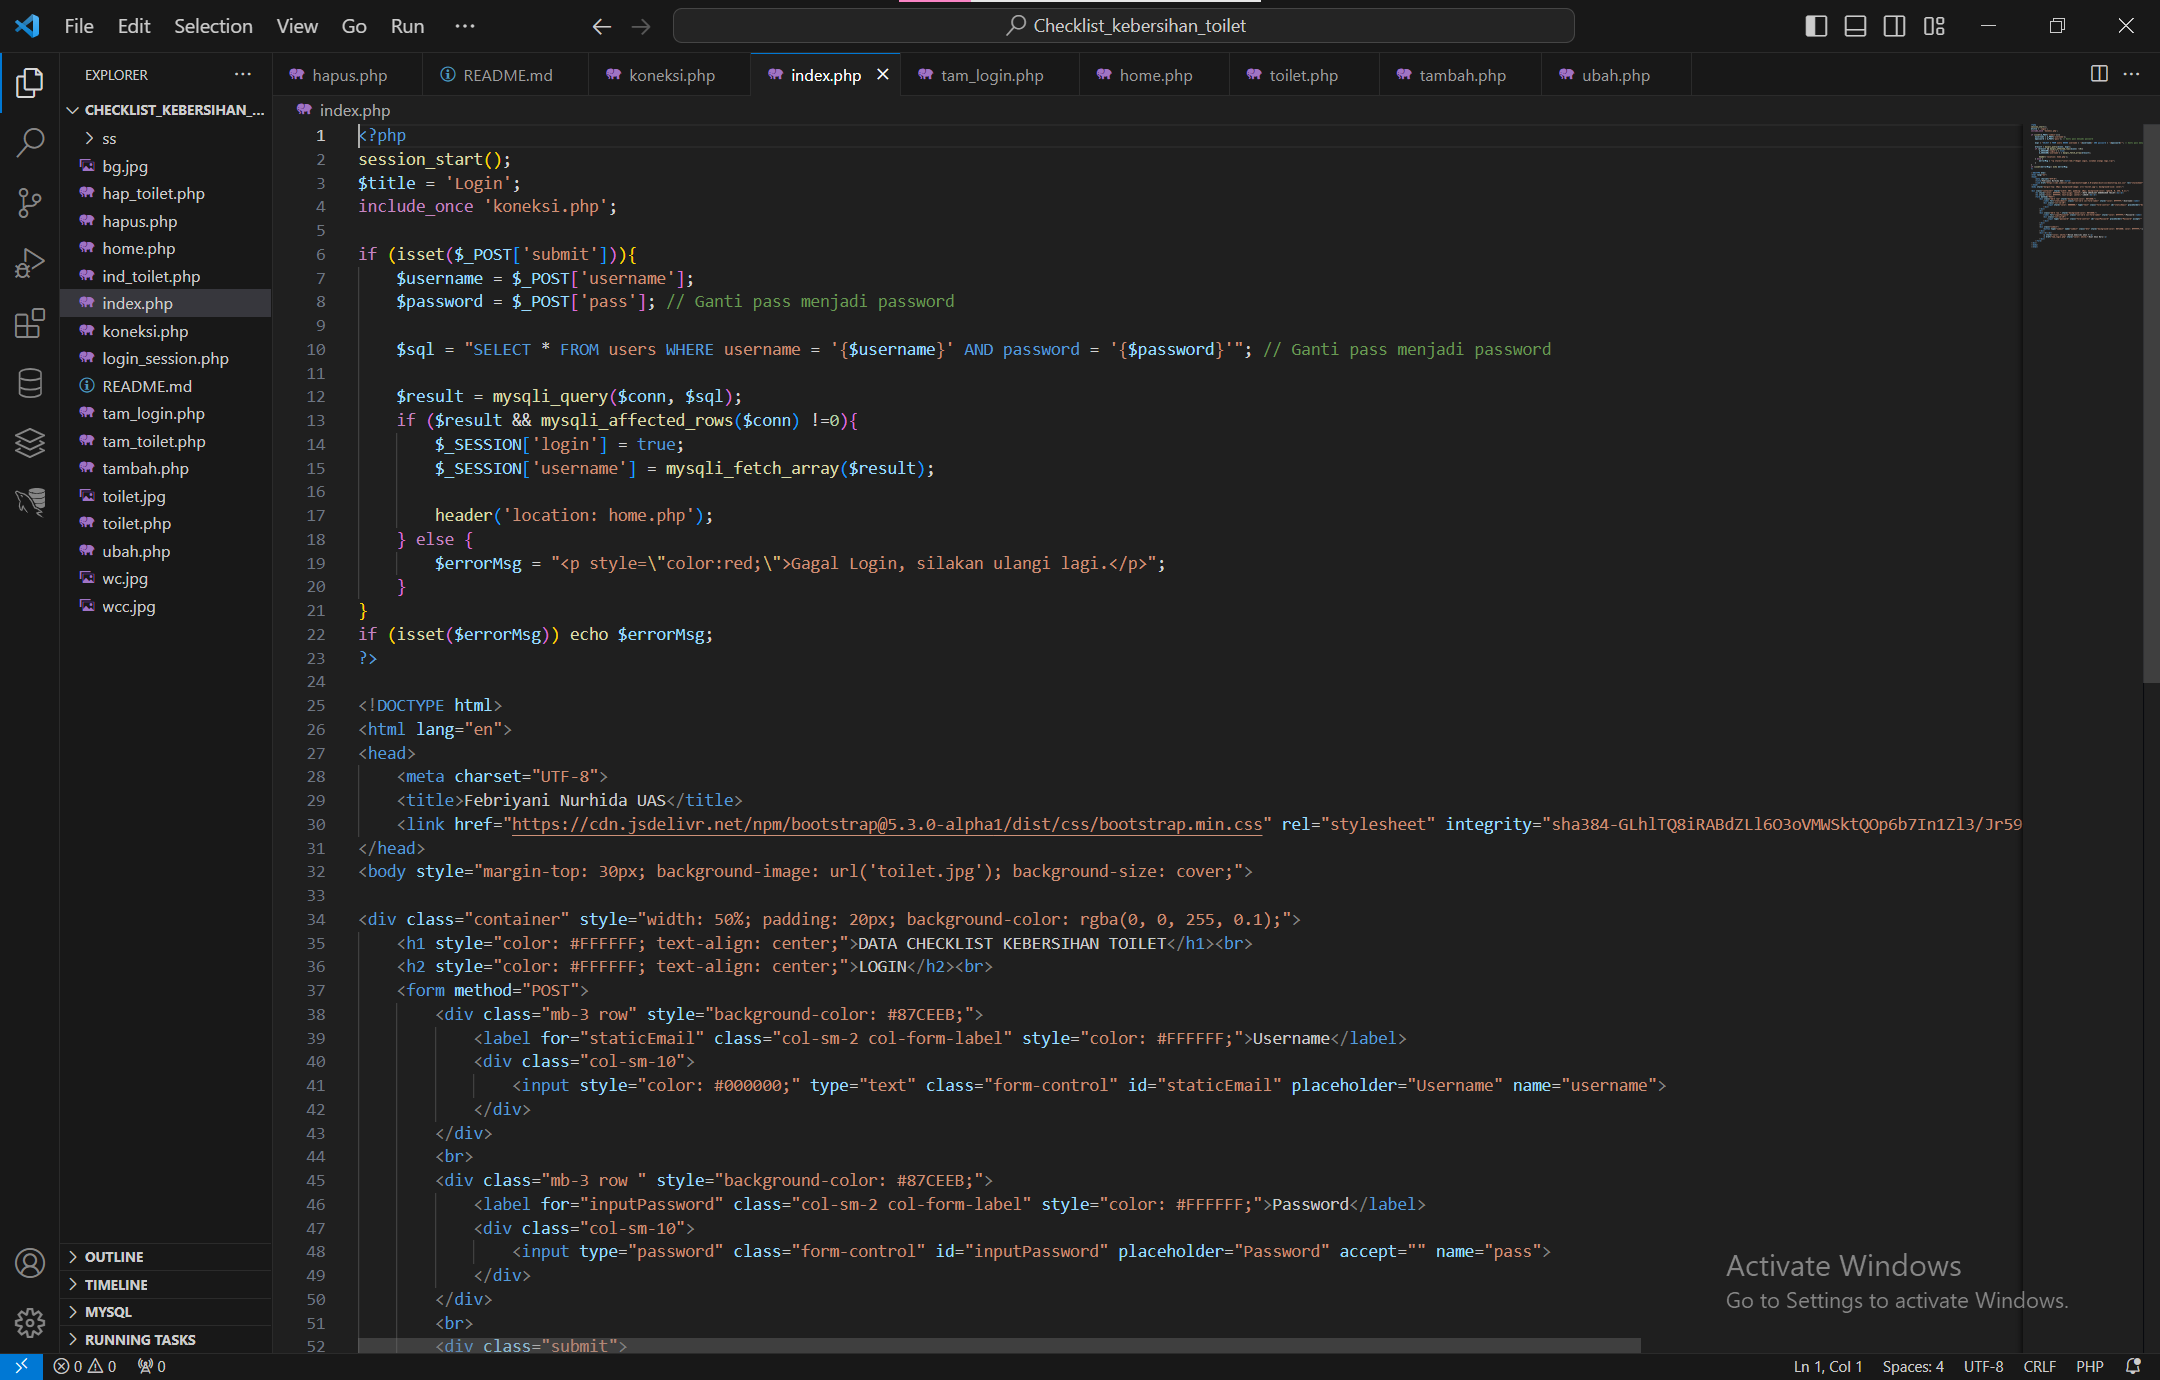 File Edit Selection View Go Run ··· Checklist_kebersihan_toilet
EXPLORER
CHECKLIST_KEBERSIHAN_...
ss
bg.jpg
hap_toilet.php
hapus.php
home.php
ind_toilet.php
index.php
koneksi.php
login_session.php
README.md
tam_login.php
tam_toilet.php
tambah.php
toilet.jpg
toilet.php
ubah.php
wc.jpg
wcc.jpg
OUTLINE
TIMELINE
MYSQL
RUNNING TASKS
hapus.php README.md koneksi.php index.php tam_login.php home.php toilet.php tambah.php ubah.php
index.php
1 <?php
2 session_start();
3 $title = 'Login';
4 include_once 'koneksi.php';
5
6 if (isset($_POST['submit'])){
7     $username = $_POST['username'];
8     $password = $_POST['pass']; // Ganti pass menjadi password
9
10     $sql = "SELECT * FROM users WHERE username = '{$username}' AND password = '{$password}'"; // Ganti pass menjadi password
11
12     $result = mysqli_query($conn, $sql);
13     if ($result && mysqli_affected_rows($conn) !=0){
14         $_SESSION['login'] = true;
15         $_SESSION['username'] = mysqli_fetch_array($result);
16
17         header('location: home.php');
18     } else {
19         $errorMsg = "<p style=\"color:red;\">Gagal Login, silakan ulangi lagi.</p>";
20     }
21 }
22 if (isset($errorMsg)) echo $errorMsg;
23 ?>
24
25 <!DOCTYPE html>
26 <html lang="en">
27 <head>
28     <meta charset="UTF-8">
29     <title>Febriyani Nurhida UAS</title>
30     <link href="https://cdn.jsdelivr.net/npm/bootstrap@5.3.0-alpha1/dist/css/bootstrap.min.css" rel="stylesheet" integrity="sha384-GLhlTQ8iRABdZLl6O3oVMWSktQOp6b7In1Zl3/Jr59
31 </head>
32 <body style="margin-top: 30px; background-image: url('toilet.jpg'); background-size: cover;">
33
34 <div class="container" style="width: 50%; padding: 20px; background-color: rgba(0, 0, 255, 0.1);">
35     <h1 style="color: #FFFFFF; text-align: center;">DATA CHECKLIST KEBERSIHAN TOILET</h1><br>
36     <h2 style="color: #FFFFFF; text-align: center;">LOGIN</h2><br>
37     <form method="POST">
38         <div class="mb-3 row" style="background-color: #87CEEB;">
39             <label for="staticEmail" class="col-sm-2 col-form-label" style="color: #FFFFFF;">Username</label>
40             <div class="col-sm-10">
41                 <input style="color: #000000;" type="text" class="form-control" id="staticEmail" placeholder="Username" name="username">
42             </div>
43         </div>
44         <br>
45         <div class="mb-3 row " style="background-color: #87CEEB;">
46             <label for="inputPassword" class="col-sm-2 col-form-label" style="color: #FFFFFF;">Password</label>
47             <div class="col-sm-10">
48                 <input type="password" class="form-control" id="inputPassword" placeholder="Password" accept="" name="pass">
49             </div>
50         </div>
51         <br>
52         <div class="submit">
Activate Windows
Go to Settings to activate Windows.
0 0 0 Ln 1, Col 1 Spaces: 4 UTF-8 CRLF PHP